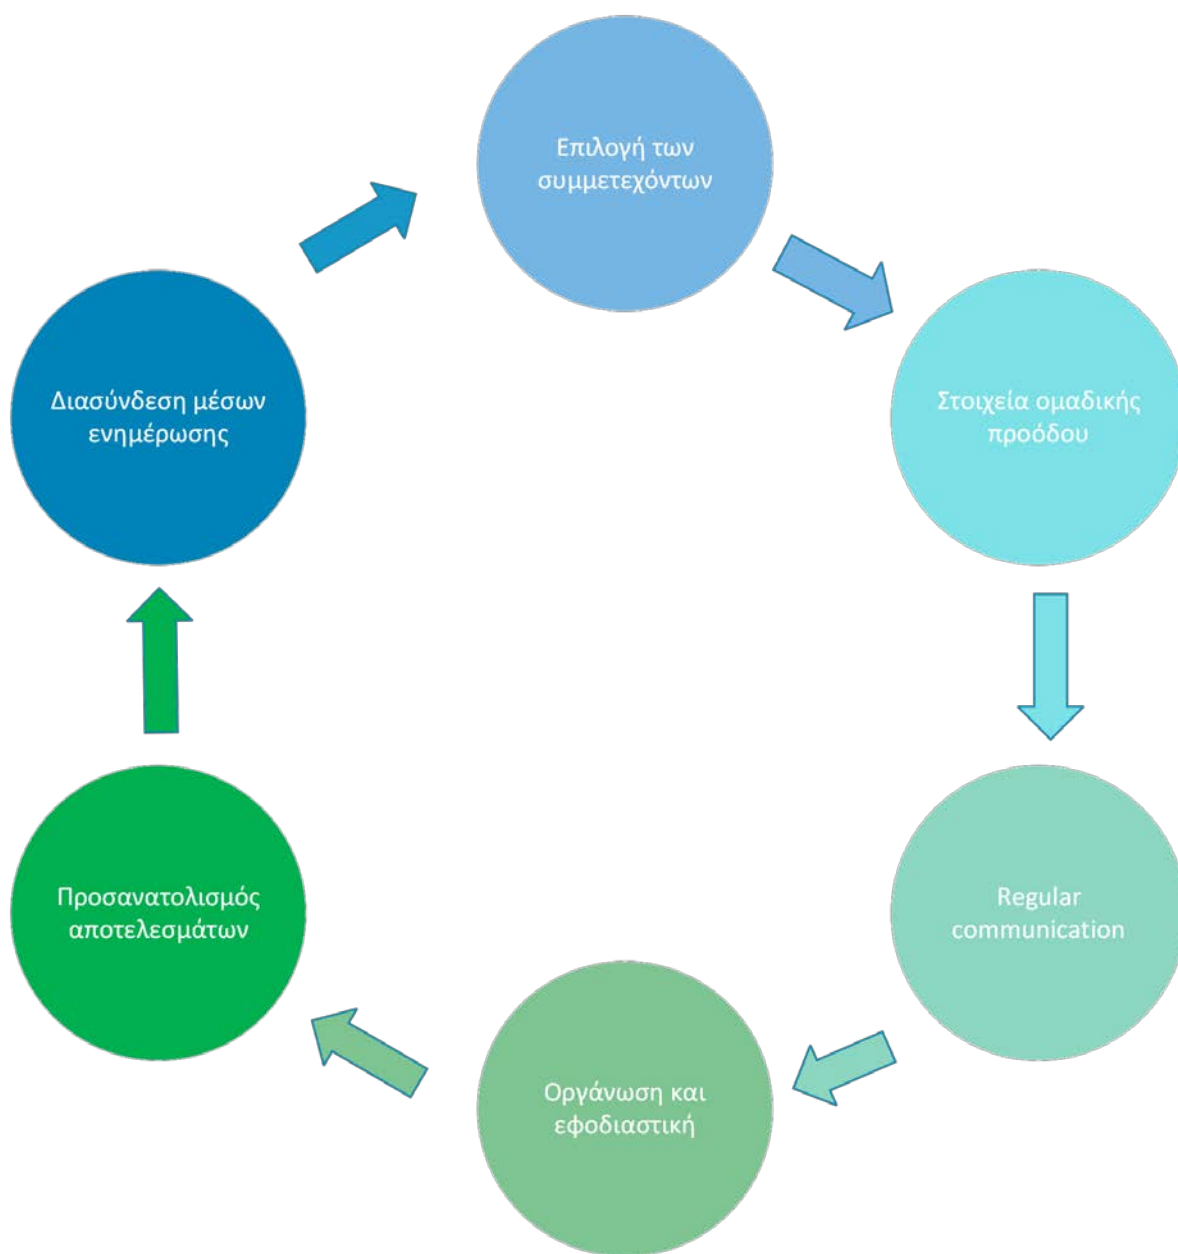 Επιλογή των
συμμετεχόντων
Στοιχεία ομαδικής
προόδου
Regular
communication
Οργάνωση και
εφοδιαστική
Προσανατολισμός
αποτελεσμάτων
Διασύνδεση μέσων
ενημέρωσης